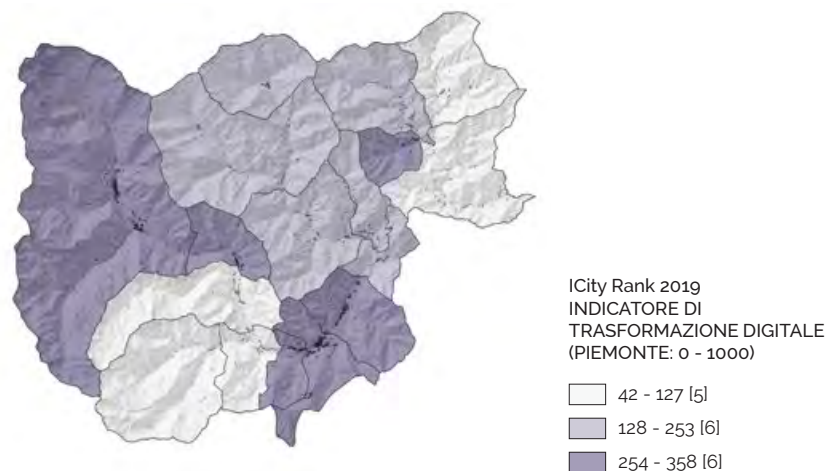 ICity Rank 2019
INDICATORE DI
TRASFORMAZIONE DIGITALE
(PIEMONTE: 0 - 1000)
42 - 127 [5]
128 - 253 [6]
254 - 358 [6]